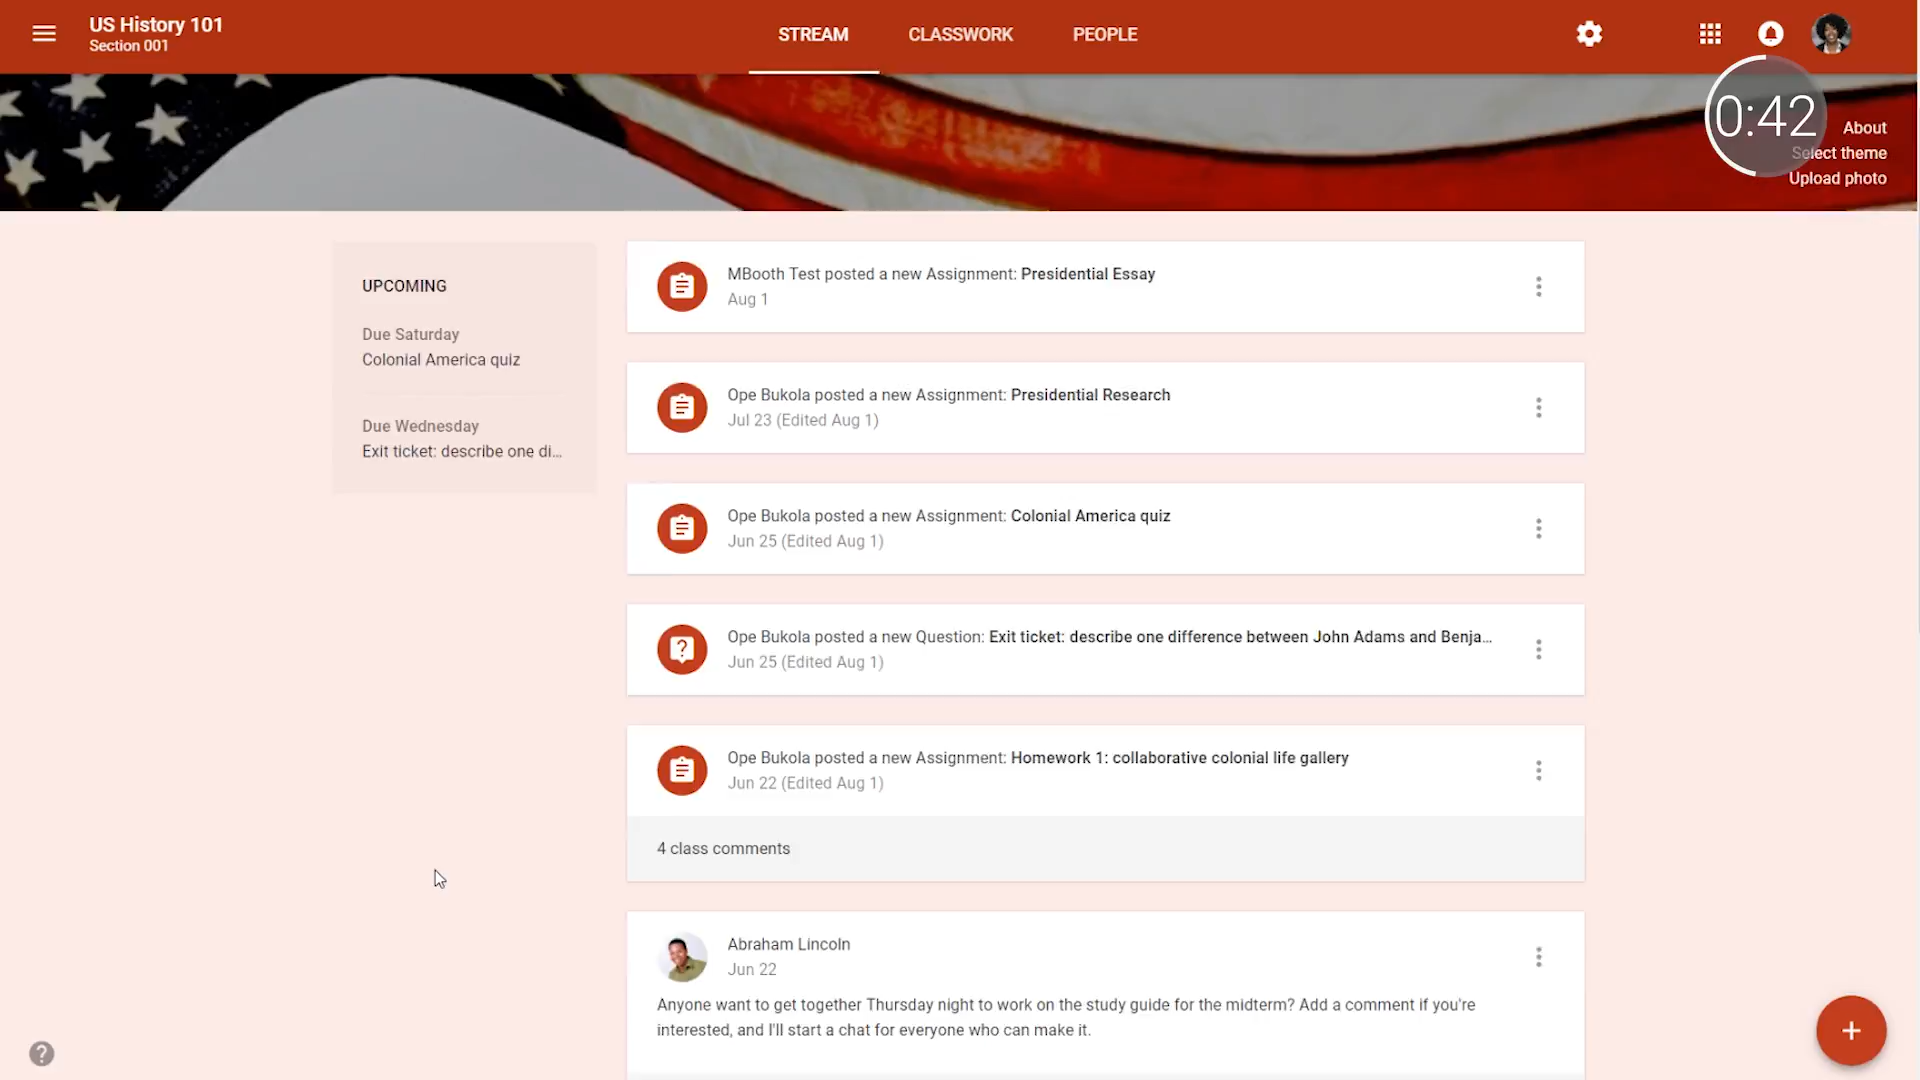 US History 101
Section 001
STREAM
CLASSWORK
PEOPLE
0:42
About
Select theme
Upload photo
UPCOMING
Due Saturday
Colonial America quiz
Due Wednesday
Exit ticket: describe one di...
MBooth Test posted a new Assignment: Presidential Essay
Aug 1
Ope Bukola posted a new Assignment: Presidential Research
Jul 23 (Edited Aug 1)
Ope Bukola posted a new Assignment: Colonial America quiz
Jun 25 (Edited Aug 1)
Ope Bukola posted a new Question: Exit ticket: describe one difference between John Adams and Benja...
Jun 25 (Edited Aug 1)
Ope Bukola posted a new Assignment: Homework 1: collaborative colonial life gallery
Jun 22 (Edited Aug 1)
4 class comments
Abraham Lincoln
Jun 22
Anyone want to get together Thursday night to work on the study guide for the midterm? Add a comment if you're
interested, and I'll start a chat for everyone who can make it.